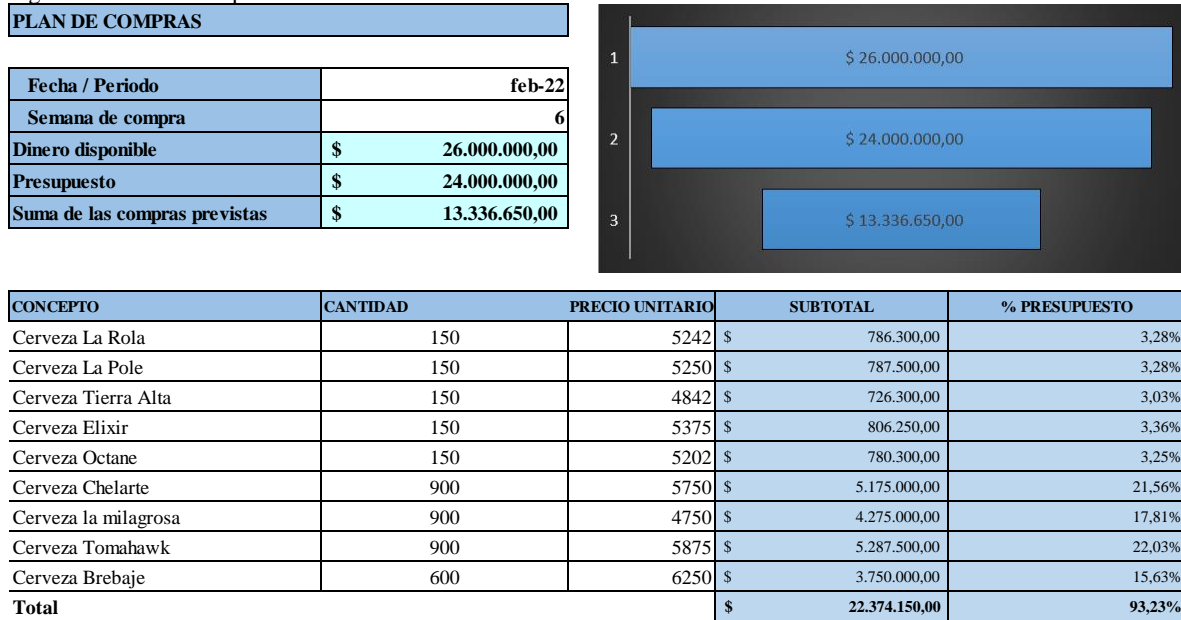 PLAN DE COMPRAS
Fecha / Periodo feb-22
Semana de compra 6
Dinero disponible $ 26.000.000,00
Presupuesto $ 24.000.000,00
Suma de las compras previstas $ 13.336.650,00
1 $ 26.000.000,00
2 $ 24.000.000,00
3 $ 13.336.650,00
CONCEPTO CANTIDAD PRECIO UNITARIO SUBTOTAL % PRESUPUESTO
Cerveza La Rola 150 5242 $ 786.300,00 3,28%
Cerveza La Pole 150 5250 $ 787.500,00 3,28%
Cerveza Tierra Alta 150 4842 $ 726.300,00 3,03%
Cerveza Elixir 150 5375 $ 806.250,00 3,36%
Cerveza Octane 150 5202 $ 780.300,00 3,25%
Cerveza Chelarte 900 5750 $ 5.175.000,00 21,56%
Cerveza la milagrosa 900 4750 $ 4.275.000,00 17,81%
Cerveza Tomahawk 900 5875 $ 5.287.500,00 22,03%
Cerveza Brebaje 600 6250 $ 3.750.000,00 15,63%
Total $ 22.374.150,00 93,23%